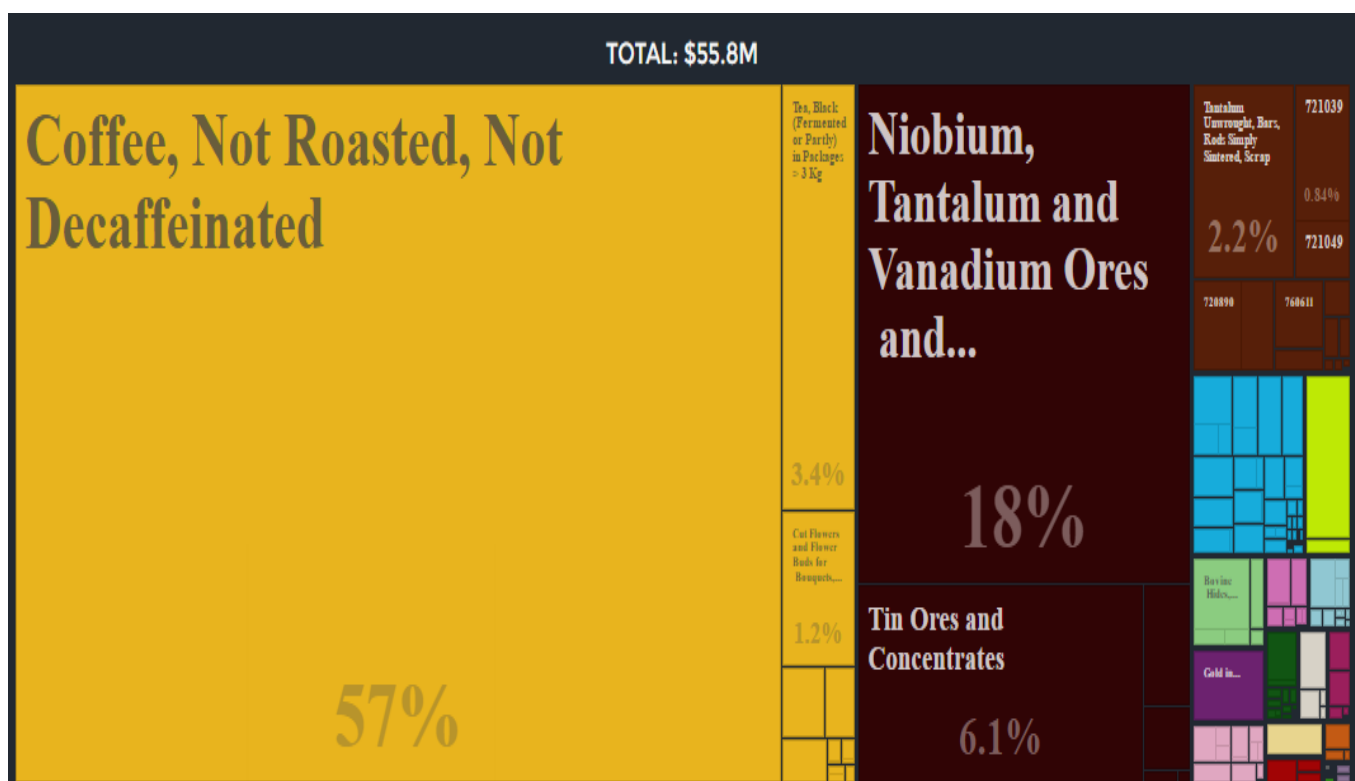 TOTAL: $55.8M
Coffee, Not Roasted, Not
Decaffeinated
57%
Tea, Black
(Fermented
or Partly)
in Packages
> 3 Kg
3.4%
Cut Flowers
and Flower
Buds for
Bouquets,...
1.2%
Niobium,
Tantalum and
Vanadium Ores
and...
18%
Tin Ores and
Concentrates
6.1%
Tantalum
Unwrought, Bars,
Rods Simply
Sintered, Scrap
2.2%
721039
0.84%
721049
720890
760611
Bovine
Hides,...
Gold in...